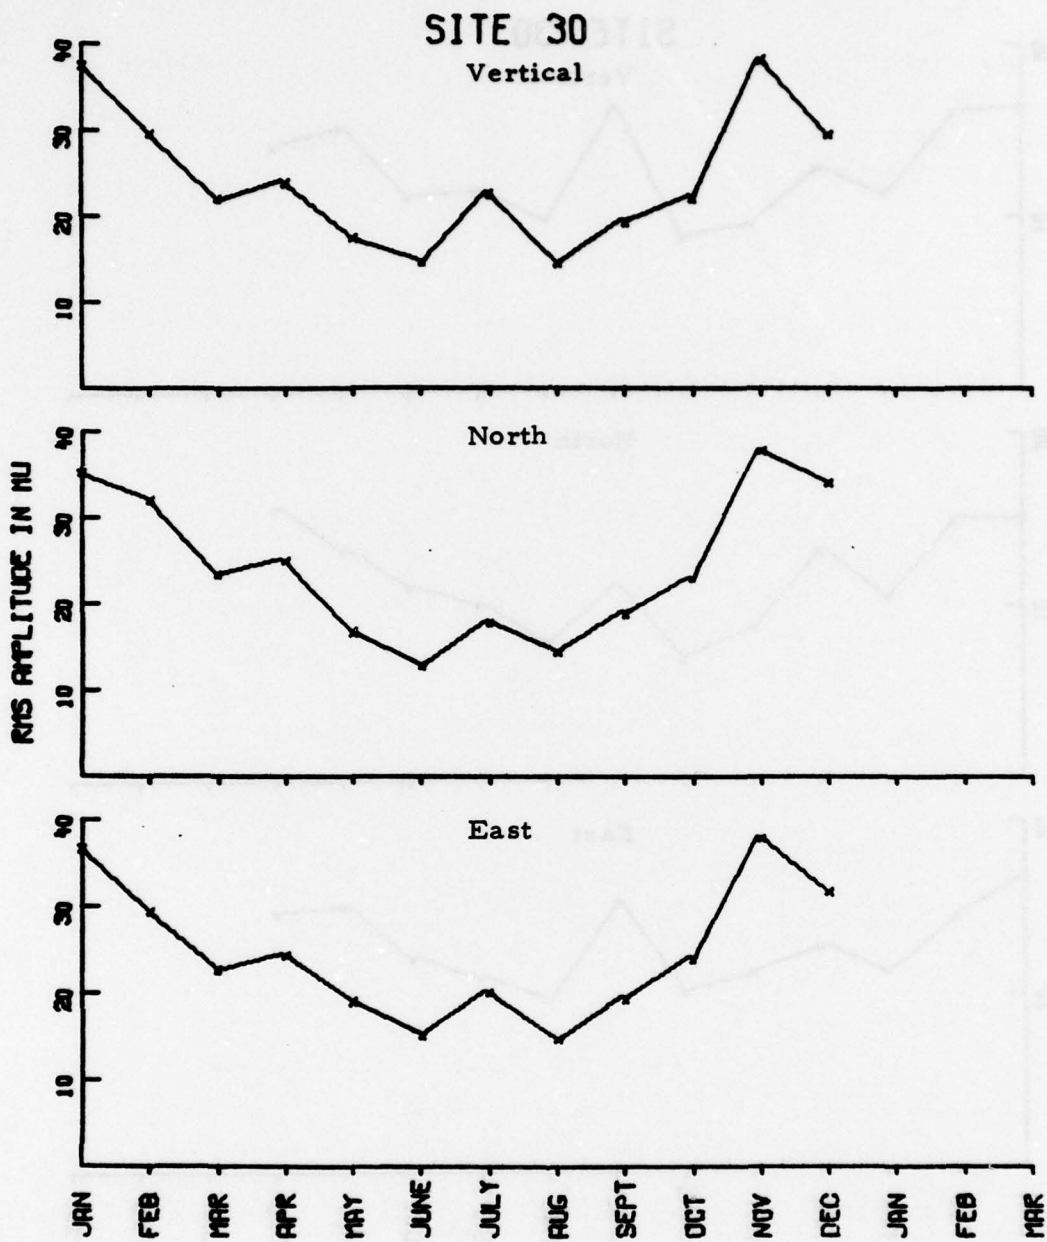 SITE 30
Vertical
40
30
20
10
North
40
30
20
10
RMS AMPLITUDE IN MU
East
40
30
20
10
JAN FEB MAR APR MAY JUNE JULY AUG SEPT OCT NOV DEC JAN FEB MAR